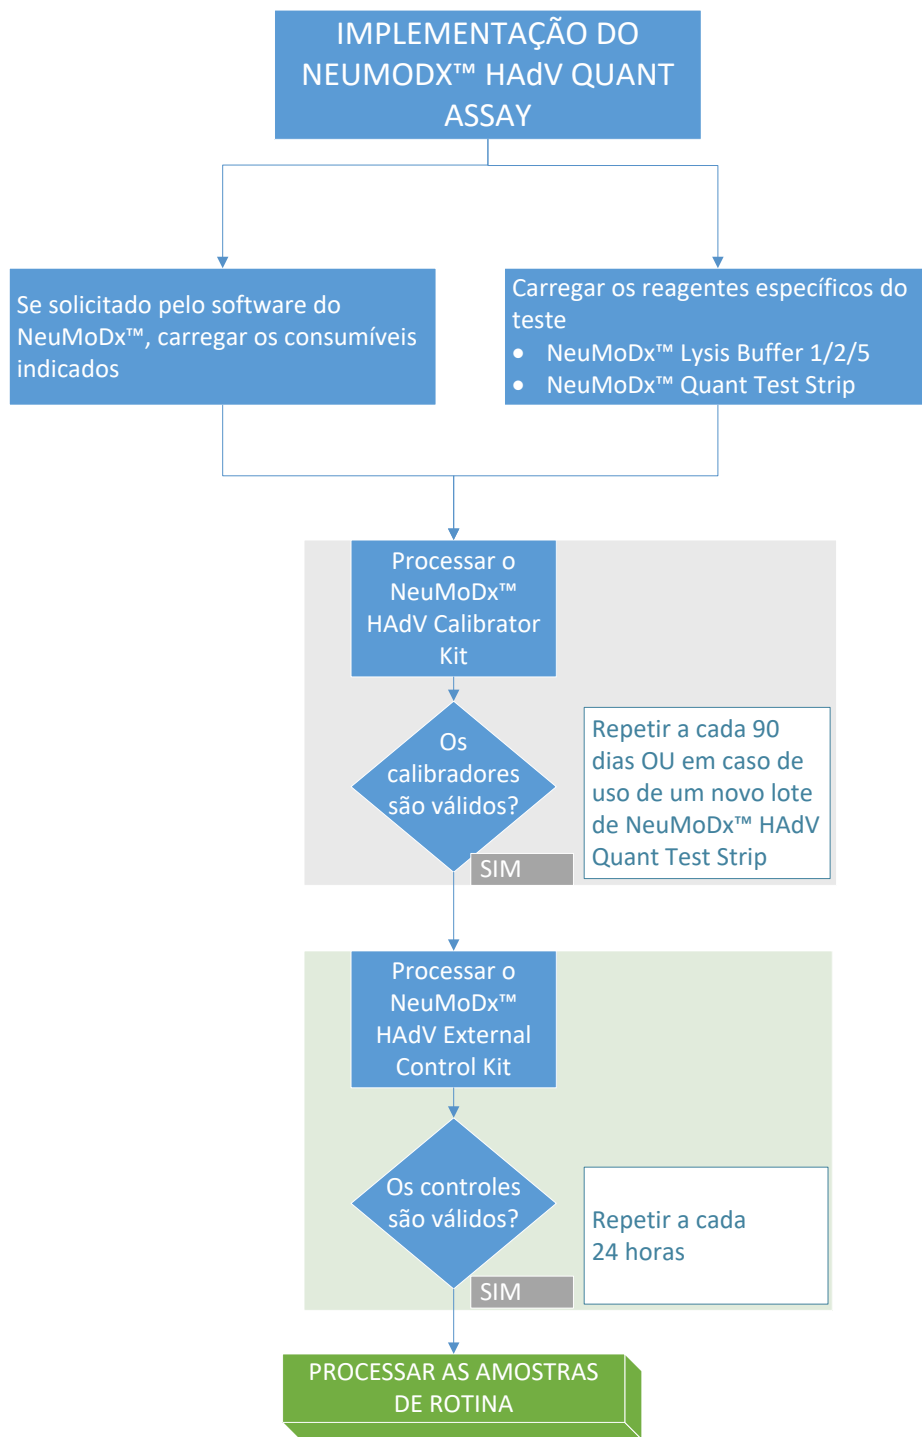 IMPLEMENTAÇÃO DO
NEUMODX™ HAdV QUANT
ASSAY
Se solicitado pelo software do
NeuMoDx™, carregar os consumíveis
indicados
Carregar os reagentes específicos do
teste
• NeuMoDx™ Lysis Buffer 1/2/5
• NeuMoDx™ Quant Test Strip
Processar o
NeuMoDx™
HAdV Calibrator
Kit
Os
calibradores
são válidos?
SIM
Repetir a cada 90
dias OU em caso de
uso de um novo lote
de NeuMoDx™ HAdV
Quant Test Strip
Processar o
NeuMoDx™
HAdV External
Control Kit
Os controles
são válidos?
SIM
Repetir a cada
24 horas
PROCESSAR AS AMOSTRAS
DE ROTINA